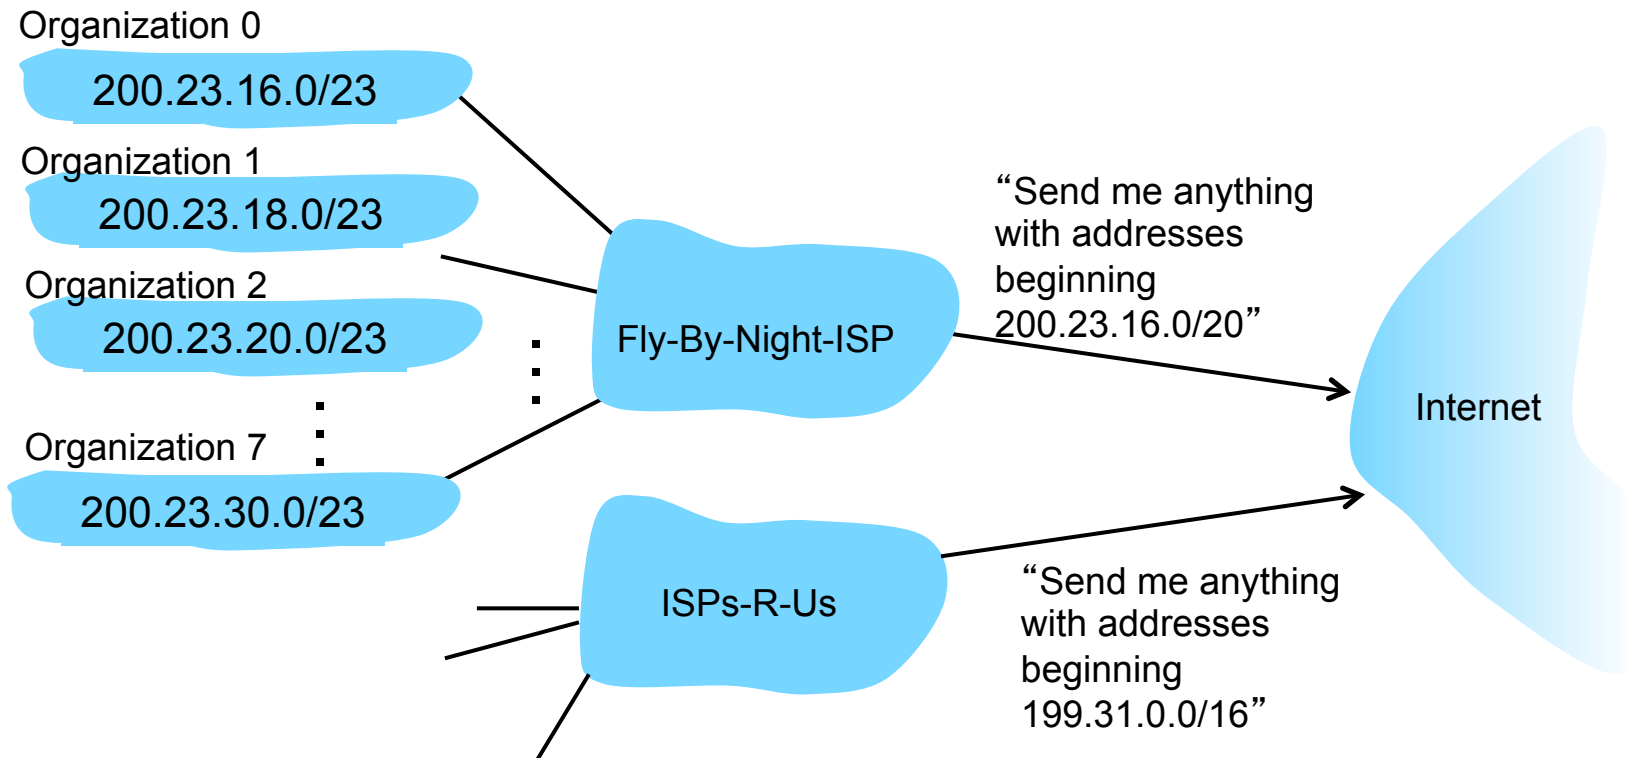 Organization 0
200.23.16.0/23
Organization 1
200.23.18.0/23
Organization 2
200.23.20.0/23
Organization 7
200.23.30.0/23
Fly-By-Night-ISP
“Send me anything
with addresses
beginning
200.23.16.0/20”
Internet
ISPs-R-Us
“Send me anything
with addresses
beginning
199.31.0.0/16”